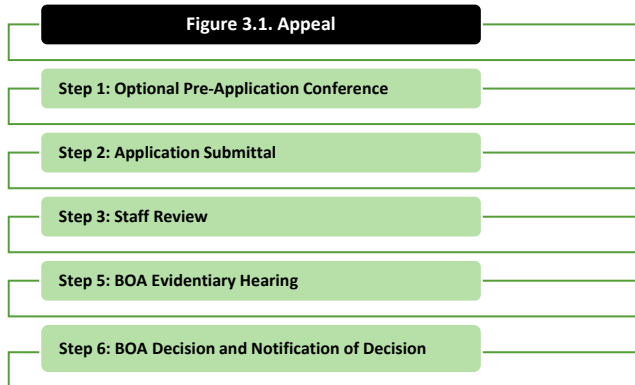 Figure 3.1. Appeal
Step 1: Optional Pre-Application Conference
Step 2: Application Submittal
Step 3: Staff Review
Step 5: BOA Evidentiary Hearing
Step 6: BOA Decision and Notification of Decision